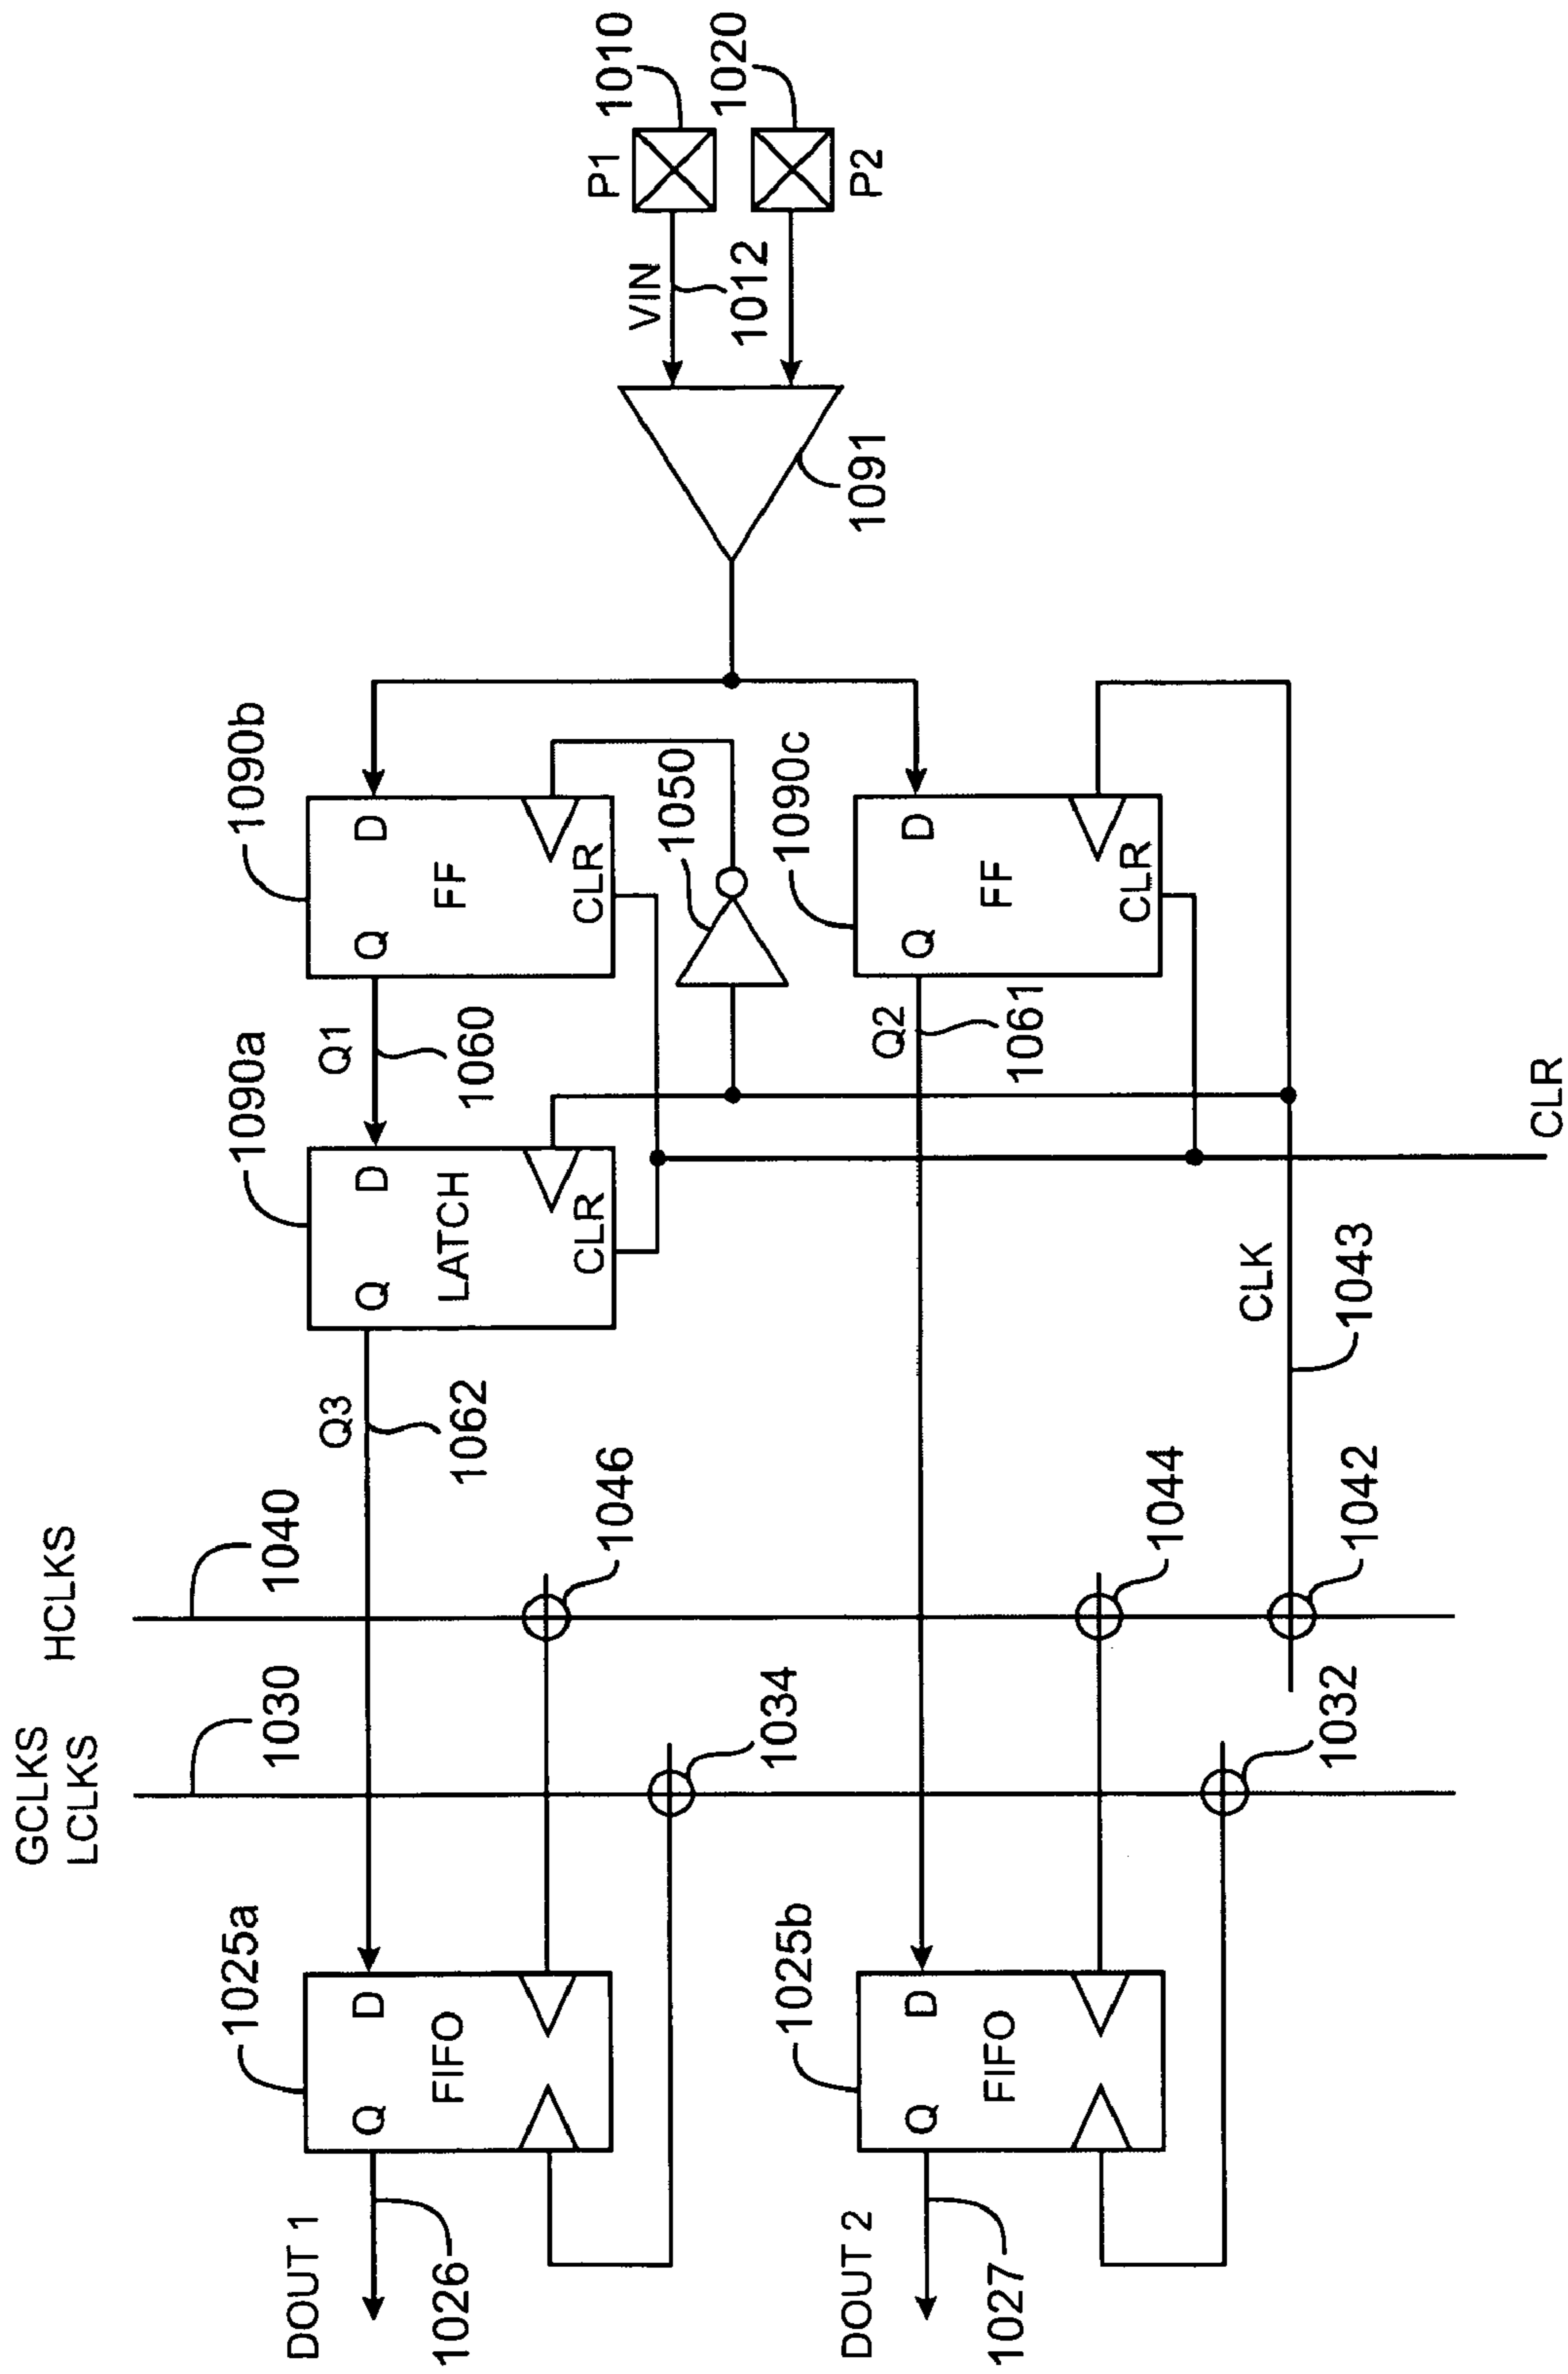 GCLKS
LCLKS
HCLKS
1030
1040
DOUT 1
1026
1025a
Q
D
FIFO
1034
1046
Q3
1062
1090a
Q
D
LATCH
CLR
Q1
1060
1090b
Q
D
FF
CLR
1050
DOUT 2
1027
1025b
Q
D
FIFO
1032
1044
1042
CLK
1043
CLR
Q2
1061
1090c
Q
D
FF
CLR
1091
VIN
1012
P1
1010
P2
1020